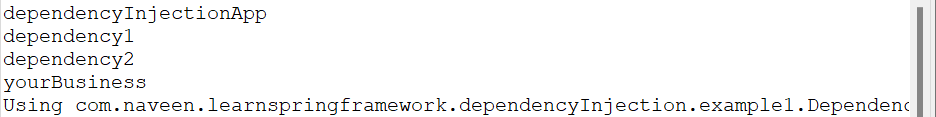 dependencyInjectionApp
dependency1
dependency2
yourBusiness
Using com.naveen.learnspringframework.dependencyInjection.example1.Dependenc